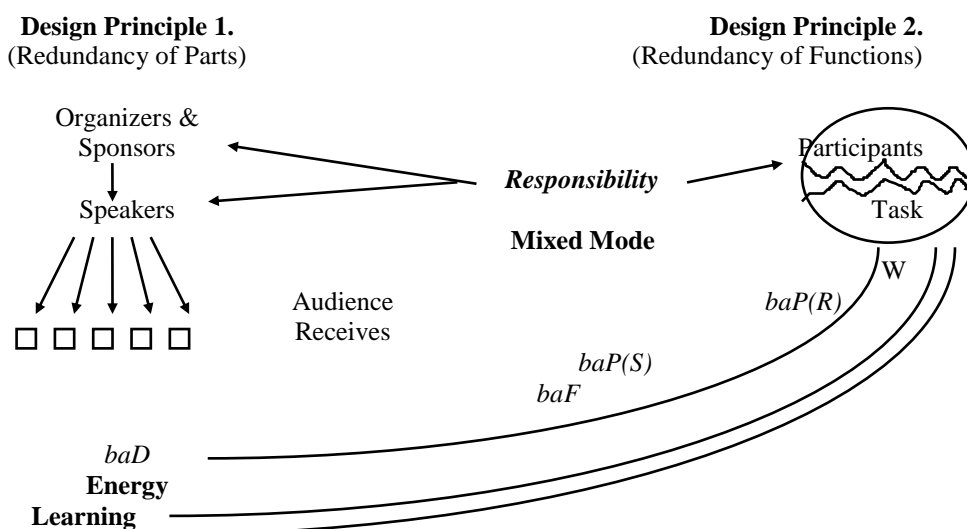 Design Principle 1.
(Redundancy of Parts)
Design Principle 2.
(Redundancy of Functions)
Organizers &
Sponsors
Speakers
Responsibility
Mixed Mode
Participants
Task
Audience
Receives
W
baP(R)
baP(S)
baF
baD
Energy
Learning